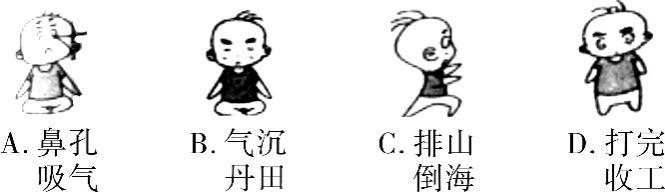 A. 鼻孔 B. 气沉 C. 排山 D. 打完
吸气 丹田 倒海 收工